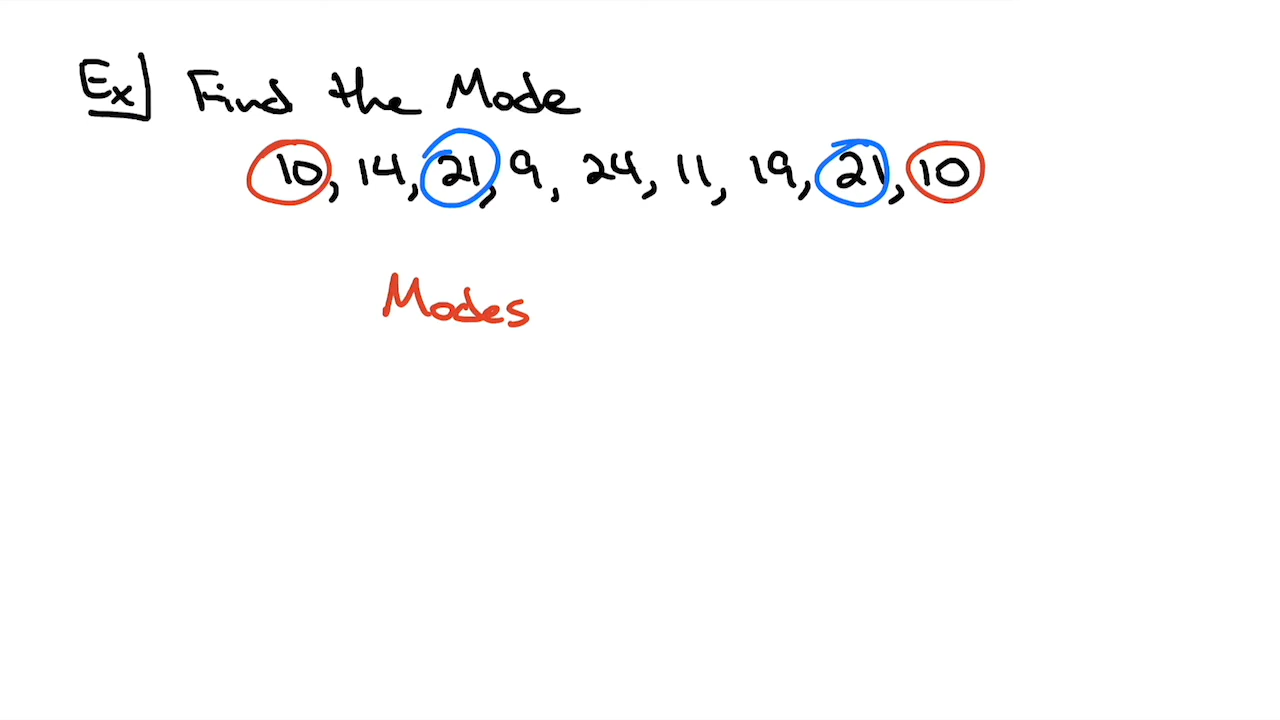 Ex Find the Mode
10, 14, 21, 9, 24, 11, 19, 21, 10
Modes